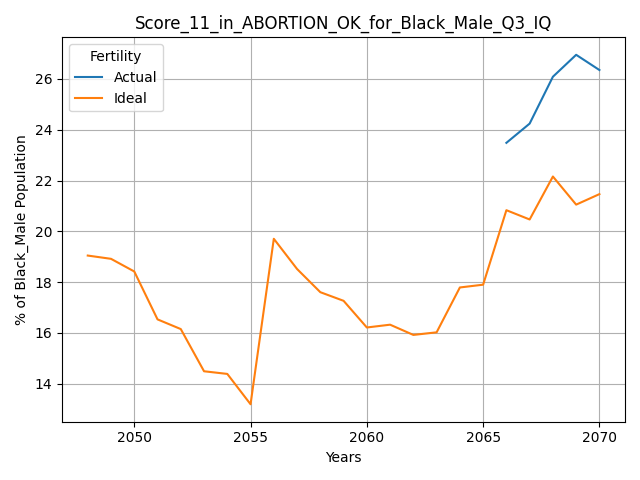 Score_11_in_ABORTION_OK_for_Black_Male_Q3_IQ
Fertility
Actual
Ideal
% of Black_Male Population
26
24
22
20
18
16
14
2050
2055
2060
2065
2070
Years